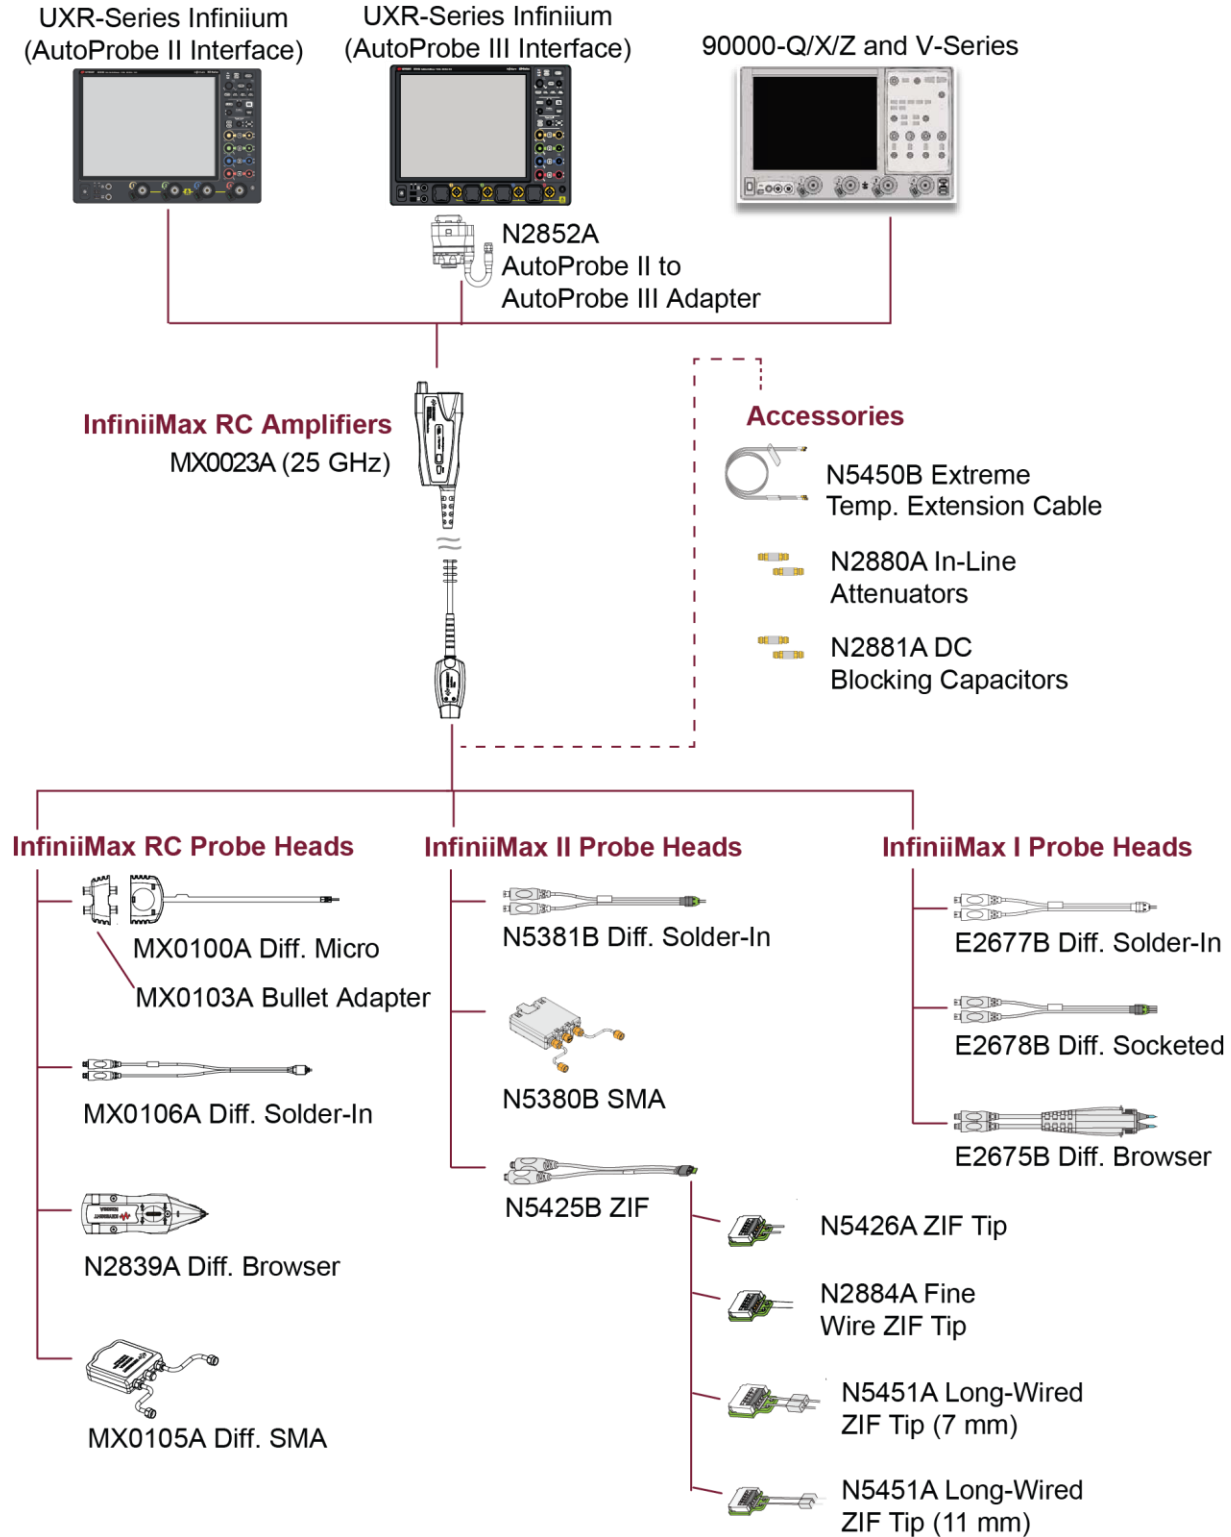 UXR-Series Infiniium
(AutoProbe II Interface)
UXR-Series Infiniium
(AutoProbe III Interface)
90000-Q/X/Z and V-Series
N2852A
AutoProbe II to
AutoProbe III Adapter
InfiniiMax RC Amplifiers
MX0023A (25 GHz)
Accessories
N5450B Extreme
Temp. Extension Cable
N2880A In-Line
Attenuators
N2881A DC
Blocking Capacitors
InfiniiMax RC Probe Heads
MX0100A Diff. Micro
MX0103A Bullet Adapter
MX0106A Diff. Solder-In
N2839A Diff. Browser
MX0105A Diff. SMA
InfiniiMax II Probe Heads
N5381B Diff. Solder-In
N5380B SMA
N5425B ZIF
N5426A ZIF Tip
N2884A Fine
Wire ZIF Tip
N5451A Long-Wired
ZIF Tip (7 mm)
N5451A Long-Wired
ZIF Tip (11 mm)
InfiniiMax I Probe Heads
E2677B Diff. Solder-In
E2678B Diff. Socketed
E2675B Diff. Browser